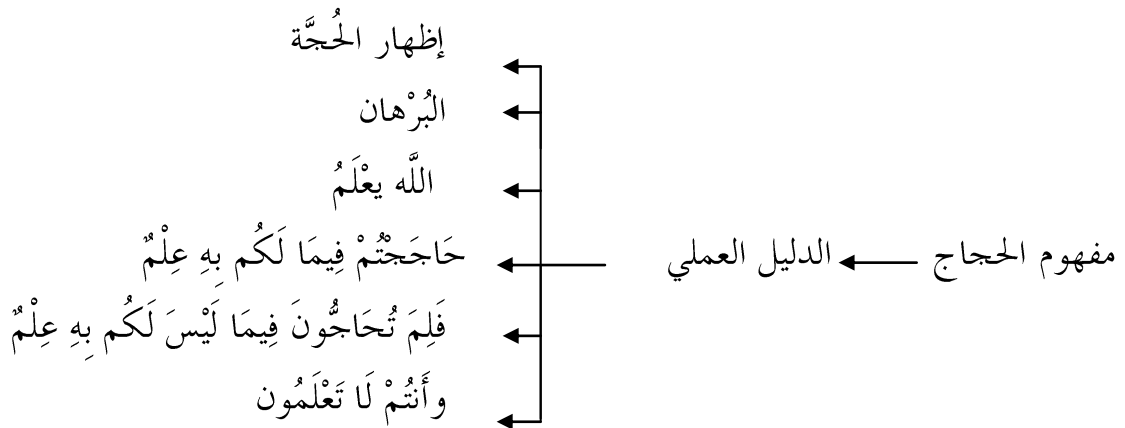 مفهوم الحجاج
الدليل العملي
إظهار الحُجَّة
البُرْهان
اللَّه يعْلَمُ
حَاجَجْتُمْ فِيمَا لَكُم بِهِ عِلْمٌ
فَلِمَ تُحَاجُّونَ فِيمَا لَيْسَ لَكُم بِهِ عِلْمٌ
وأَنتُمْ لَا تَعْلَمُون